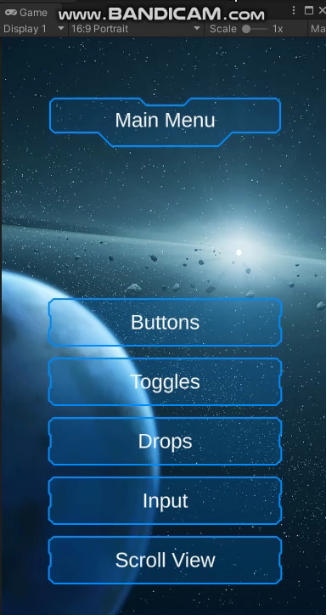 WWW.BANDICAM.COM
Game
Display 1
16:9 Portrait
Scale
1x
Ma
Main Menu
Buttons
Toggles
Drops
Input
Scroll View